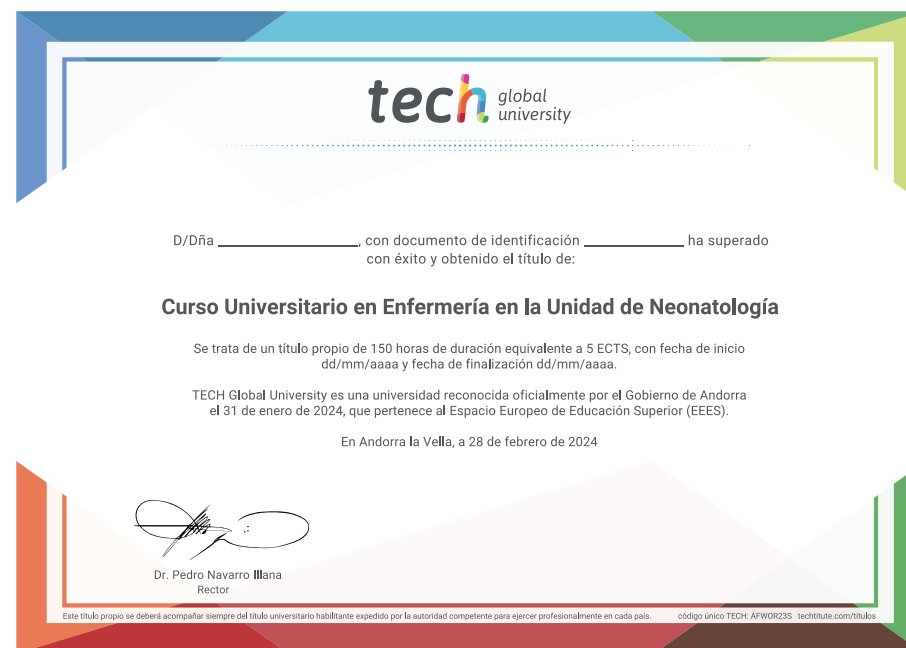 tech global university
D/Dña ______________, con documento de identificación __________ ha superado
con éxito y obtenido el título de:
Curso Universitario en Enfermería en la Unidad de Neonatología
Se trata de un título propio de 150 horas de duración equivalente a 5 ECTS, con fecha de inicio
dd/mm/aaaa y fecha de finalización dd/mm/aaaa.
TECH Global University es una universidad reconocida oficialmente por el Gobierno de Andorra
el 31 de enero de 2024, que pertenece al Espacio Europeo de Educación Superior (EEES).
En Andorra la Vella, a 28 de febrero de 2024
Dr. Pedro Navarro Illana
Rector
Este título propio se deberá acompañar siempre del título universitario habilitante expedido por la autoridad competente para ejercer profesionalmente en cada país. código único TECH: AFWOR23S techtitute.com/titulos